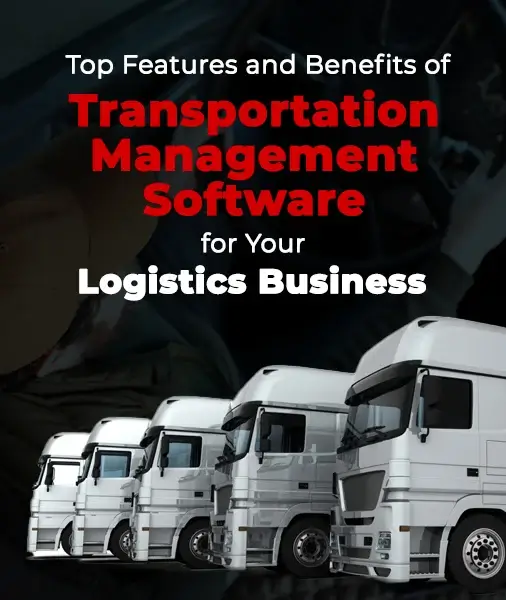 Top Features and Benefits of
Transportation
Management
Software
for Your
Logistics Business